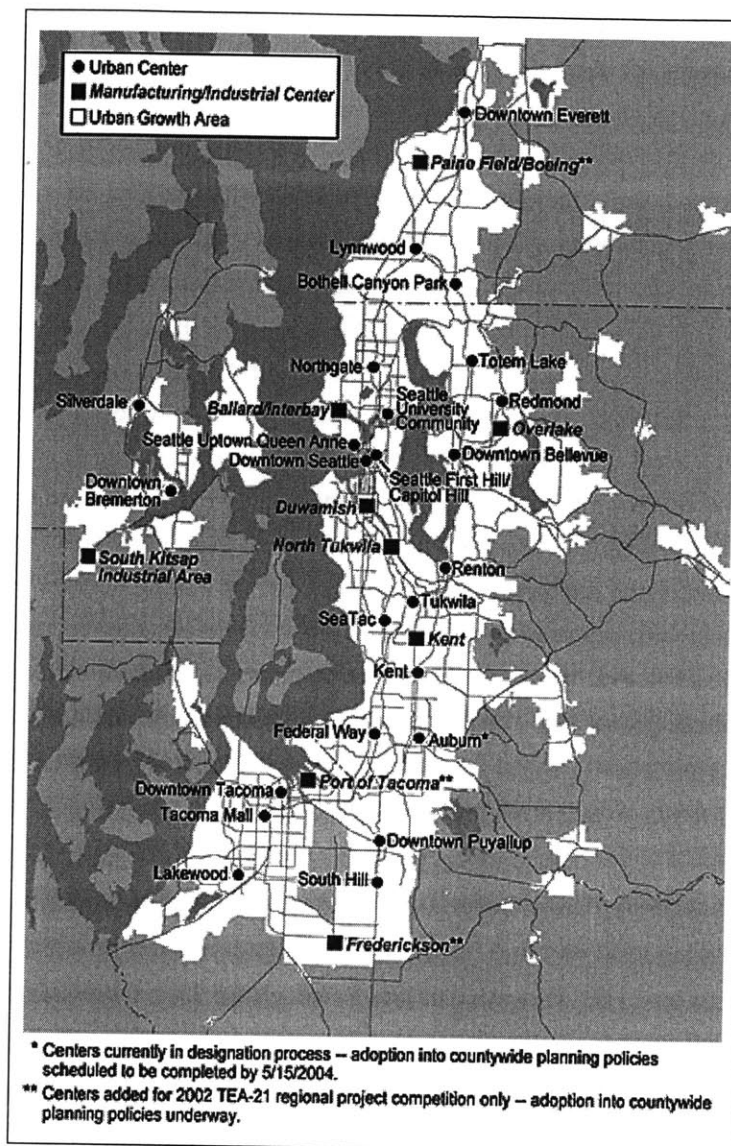 Urban Center
Manufacturing/Industrial Center
Urban Growth Area
Downtown Everett
Paine Field/Boeing**
Lynnwood
Bothell Canyon Park
Totem Lake
Northgate
Redmond
Silverdale
Ballard/Interbay
Seattle
University
Community
Overlake
Seattle Uptown Queen Anne
Downtown Seattle
Downtown Bellevue
Seattle First Hill/
Capitol Hill
Downtown
Bremerton
Duwamish
North Tukwila
South Kitsap
Industrial Area
Renton
Tukwila
SeaTac
Kent
Kent
Federal Way
Auburn*
Port of Tacoma**
Downtown Tacoma
Tacoma Mall
Downtown Puyallup
Lakewood
South Hill
Frederickson**
* Centers currently in designation process – adoption into countywide planning policies
scheduled to be completed by 5/15/2004.
** Centers added for 2002 TEA-21 regional project competition only – adoption into countywide
planning policies underway.